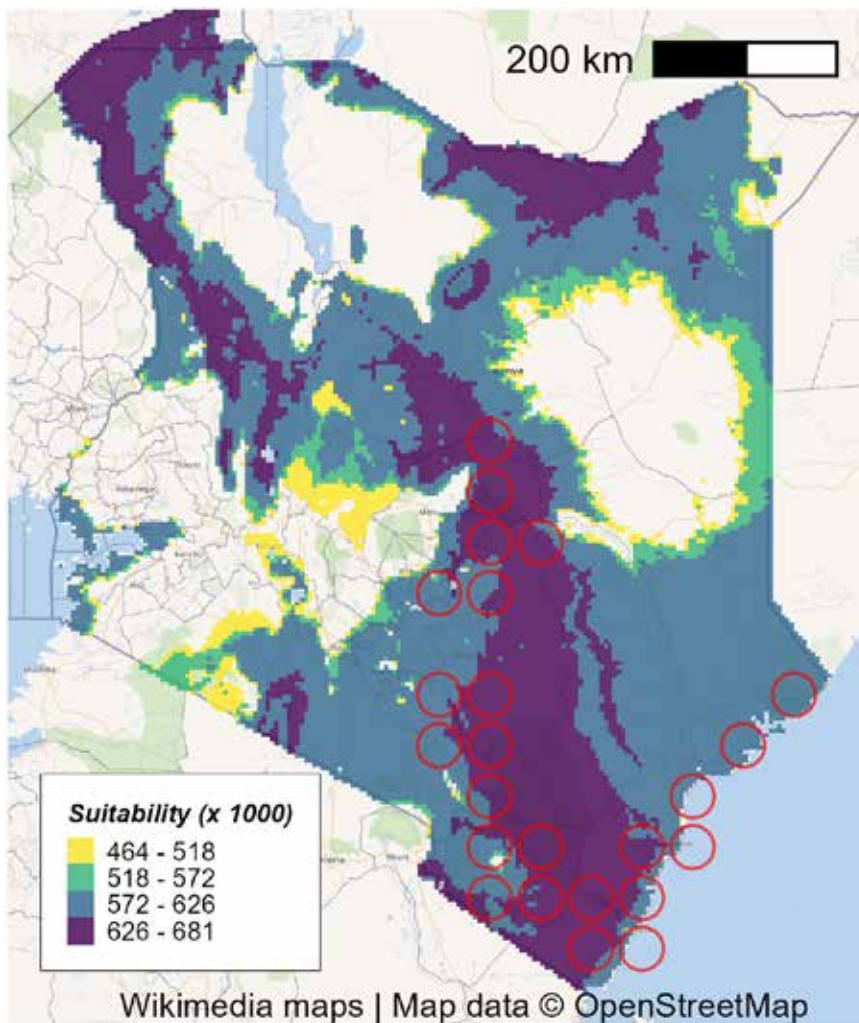 200 km
Suitability (x 1000)
464 - 518
518 - 572
572 - 626
626 - 681
Wikimedia maps | Map data © OpenStreetMap